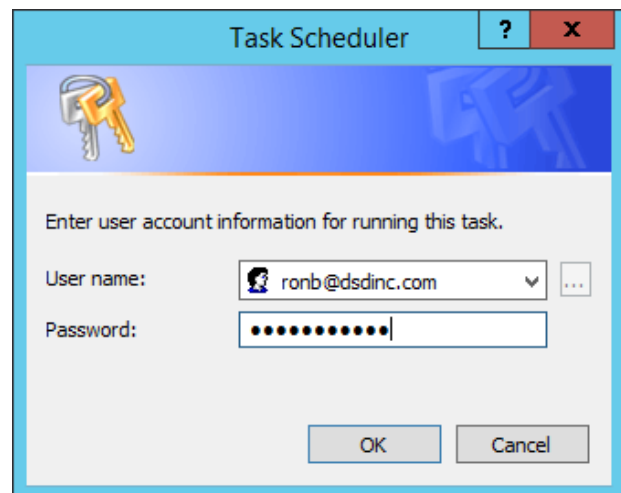 Task Scheduler
?
x
Enter user account information for running this task.
User name:
ronb@dsdinc.com
...
Password:
•••••••••••
OK
Cancel